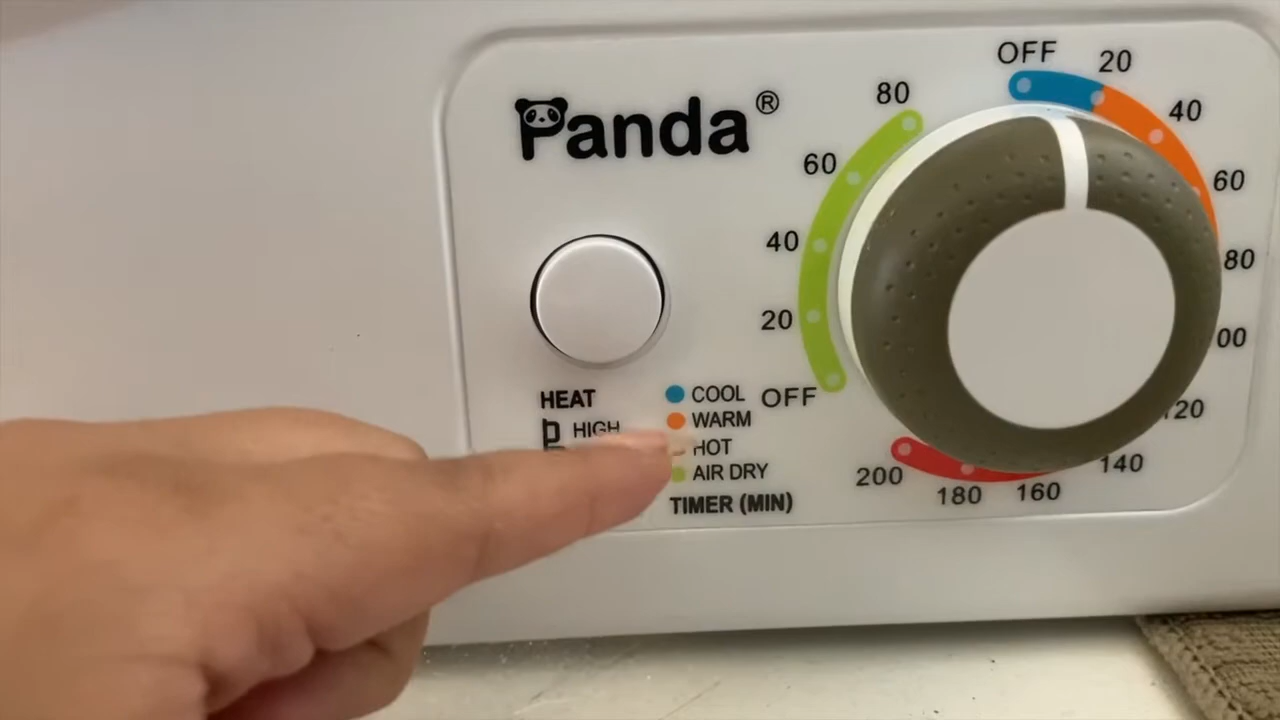 Panda®
HEAT
HIGH
COOL
WARM
HOT
AIR DRY
TIMER (MIN)
OFF
20
40
60
80
OFF
20
40
60
80
00
120
140
160
180
200